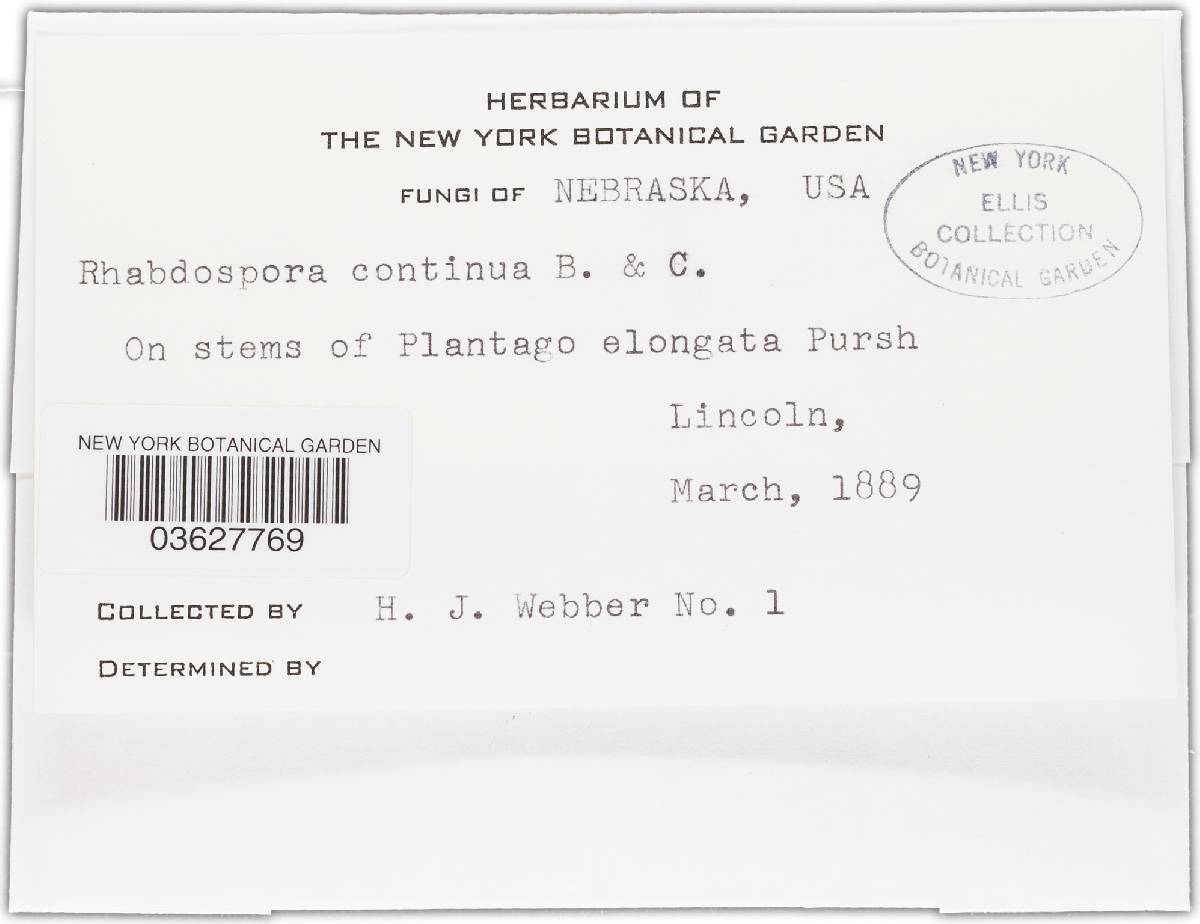 HERBARIUM OF
THE NEW YORK BOTANICAL GARDEN
FUNGI OF NEBRASKA, USA
NEW YORK
ELLIS
COLLECTION
BOTANICAL GARDEN
Rhabdospora continua B. & C.
On stems of Plantago elongata Pursh
Lincoln,
March, 1889
NEW YORK BOTANICAL GARDEN
03627769
COLLECTED BY H. J. Webber No. 1
DETERMINED BY